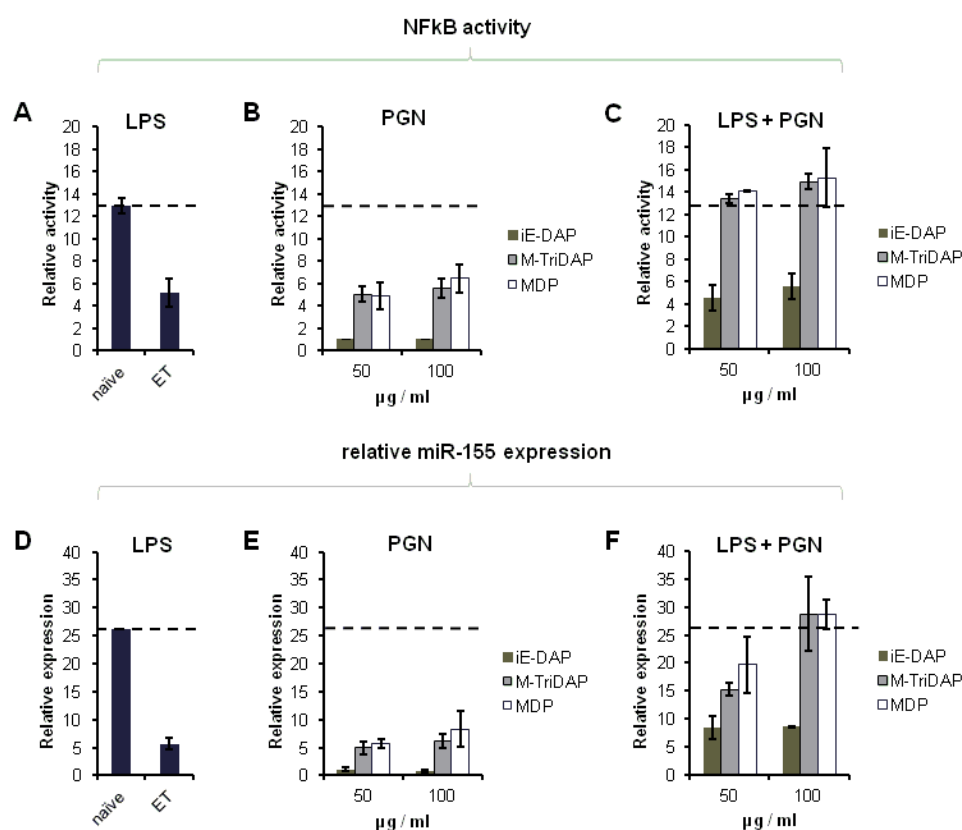 NFkB activity
A
LPS
Relative activity
20
18
16
14
12
10
8
6
4
2
0
naïve
ET
B
PGN
Relative activity
20
18
16
14
12
10
8
6
4
2
0
50
100
µg / ml
iE-DAP
M-TriDAP
MDP
C
LPS + PGN
Relative activity
20
18
16
14
12
10
8
6
4
2
0
50
100
µg / ml
iE-DAP
M-TriDAP
MDP
relative miR-155 expression
D
LPS
Relative expression
40
35
30
25
20
15
10
5
0
naïve
ET
E
PGN
Relative expression
40
35
30
25
20
15
10
5
0
50
100
µg / ml
iE-DAP
M-TriDAP
MDP
F
LPS + PGN
Relative expression
40
35
30
25
20
15
10
5
0
50
100
µg / ml
iE-DAP
M-TriDAP
MDP